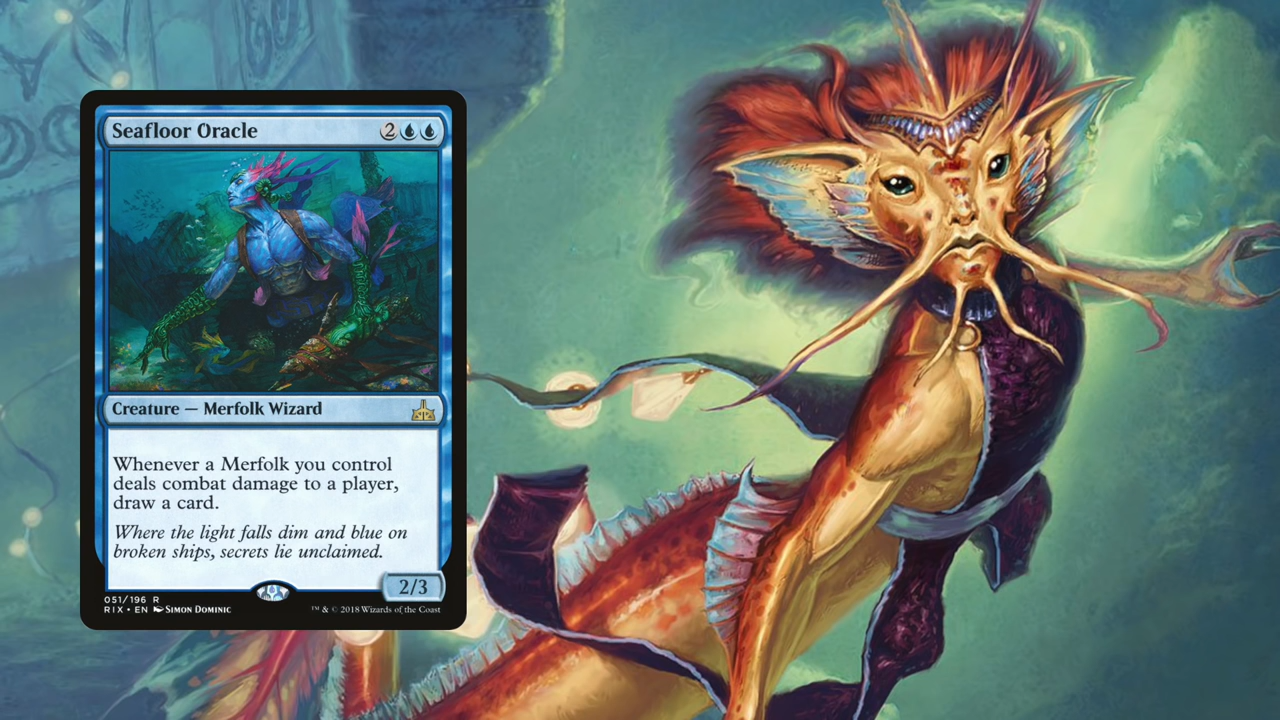 Seafloor Oracle 2
Creature — Merfolk Wizard
Whenever a Merfolk you control
deals combat damage to a player,
draw a card.
Where the light falls dim and blue on
broken ships, secrets lie unclaimed.
2/3
051/196 R
RIX • EN Simon Dominic ™ & © 2018 Wizards of the Coast